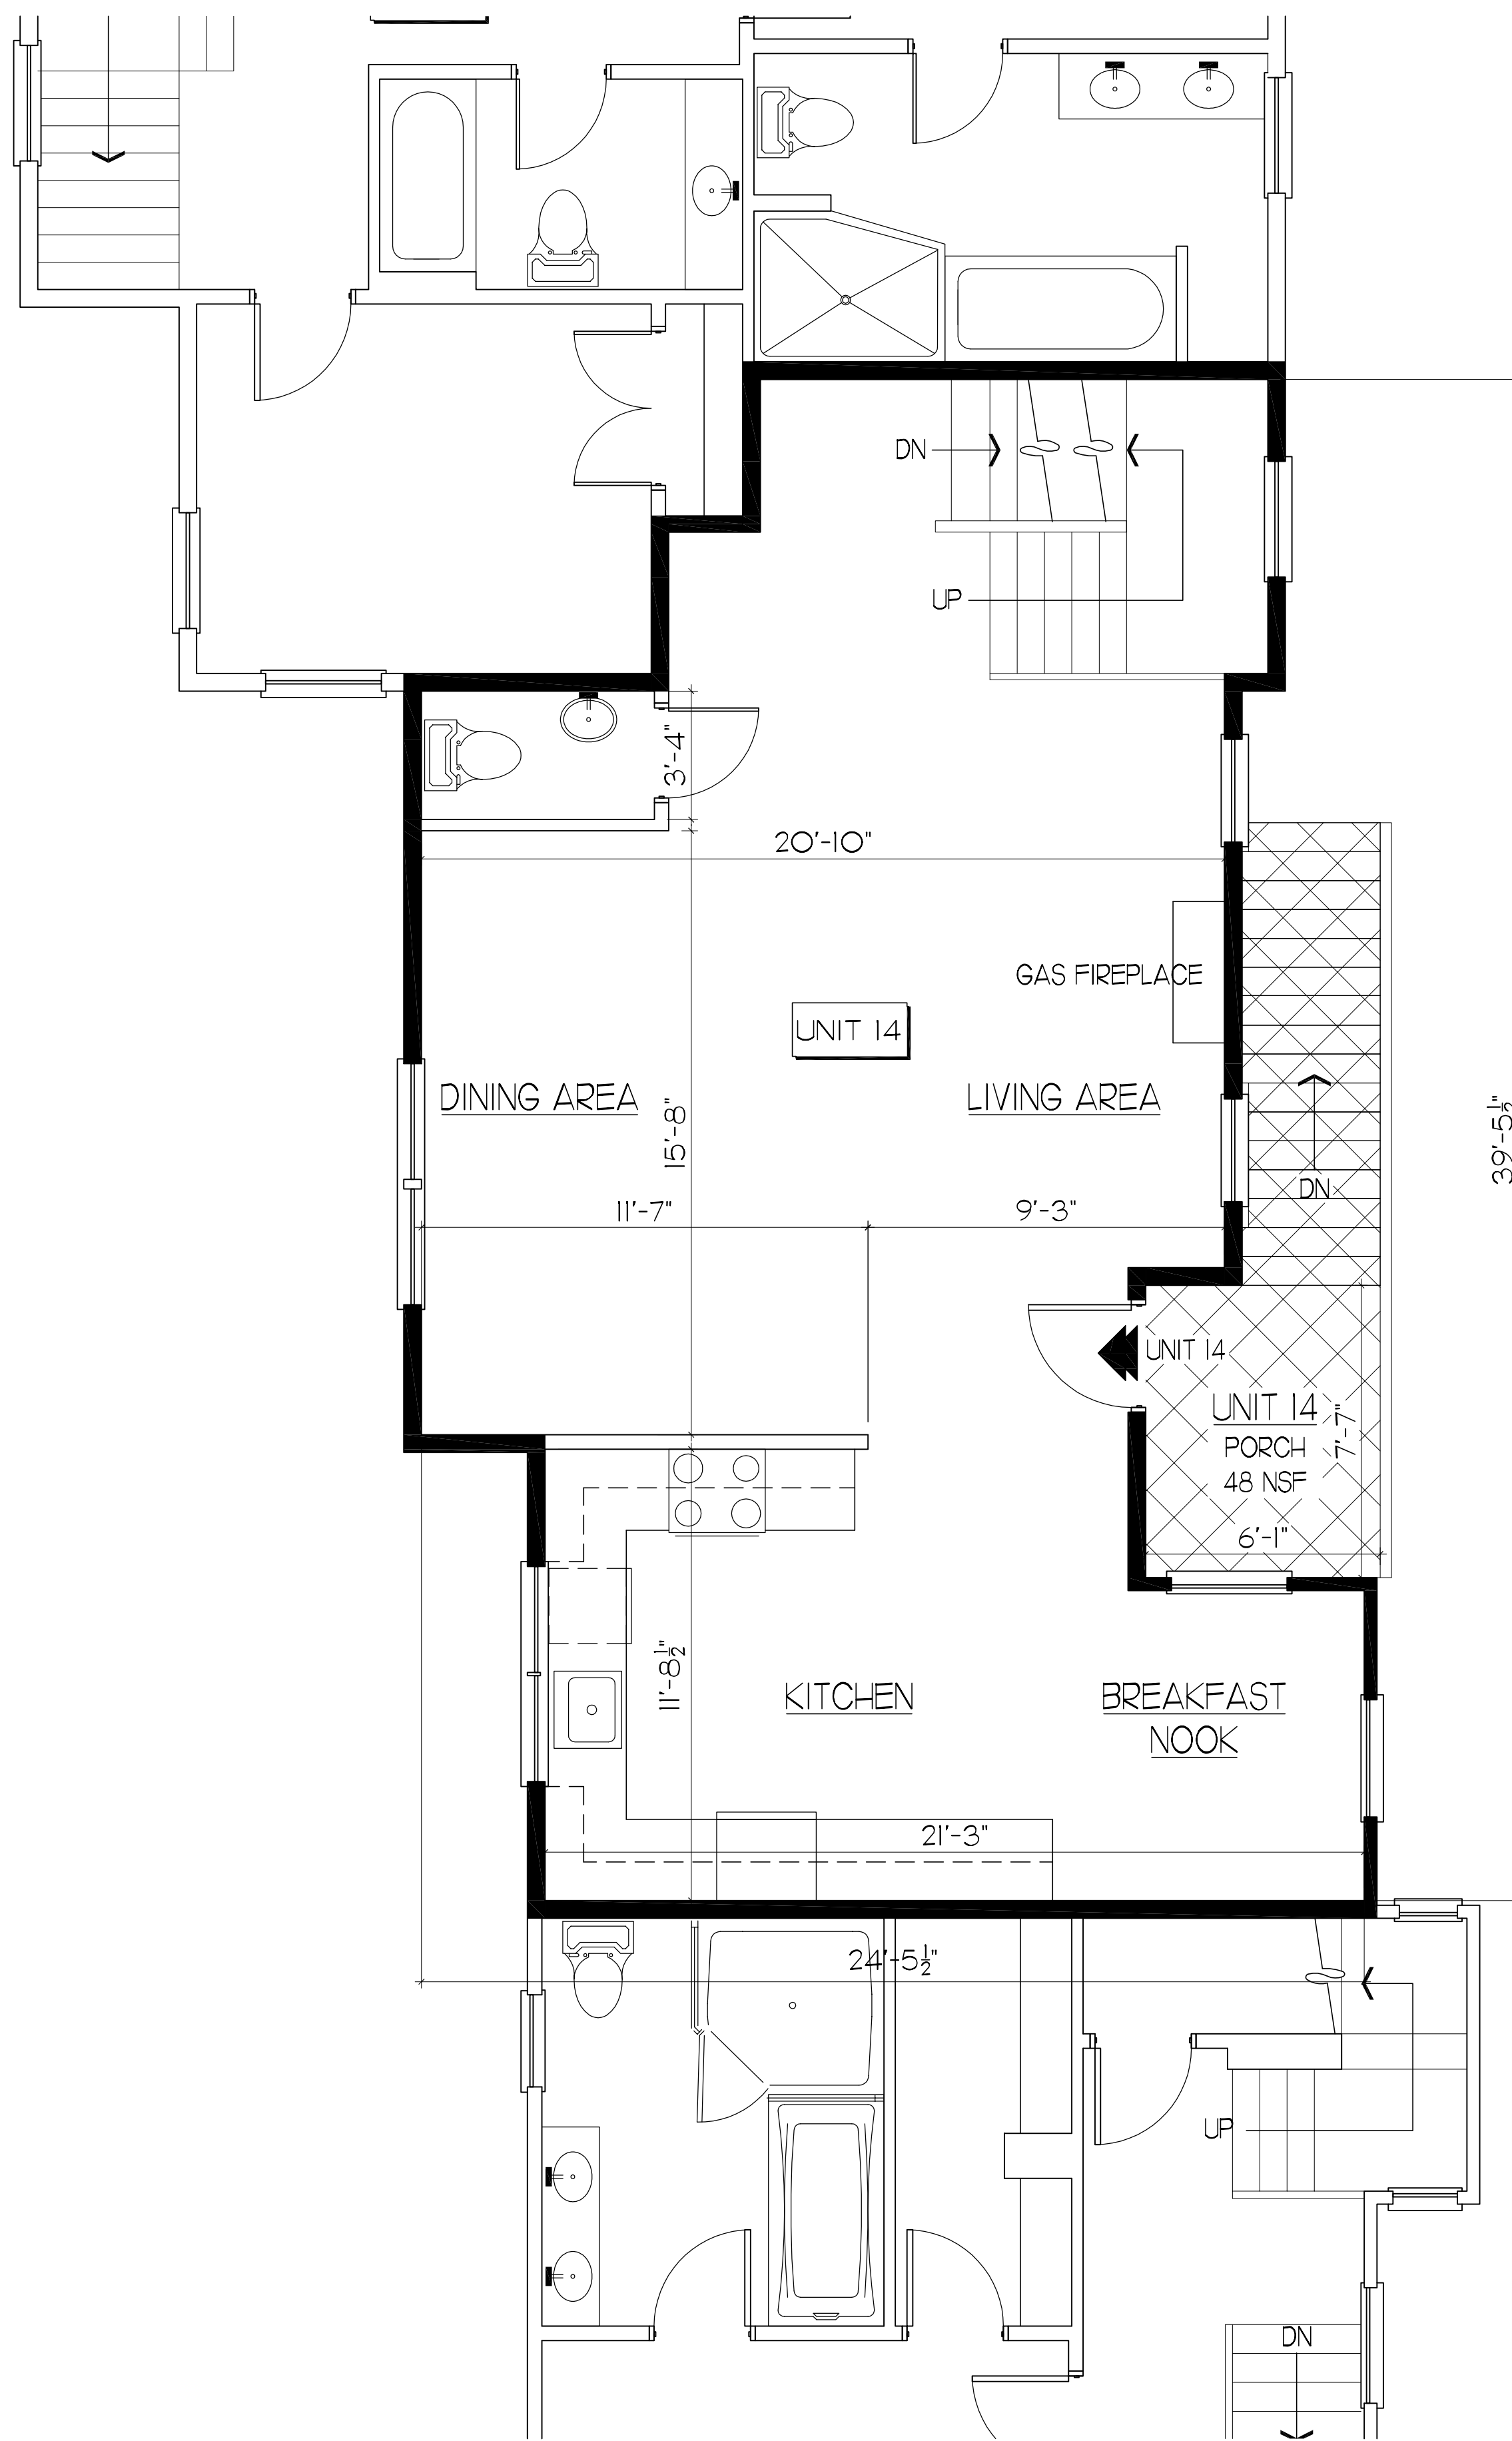 DN
UP
3'-4"
20'-10"
GAS FIREPLACE
UNIT 14
DINING AREA
LIVING AREA
15'-8"
39'-5½"
DN
11'-7"
9'-3"
UNIT 14
UNIT 14
PORCH
48 NSF
7'-7"
6'-1"
11'-8½"
KITCHEN
BREAKFAST
NOOK
21'-3"
24'-5½"
UP
DN